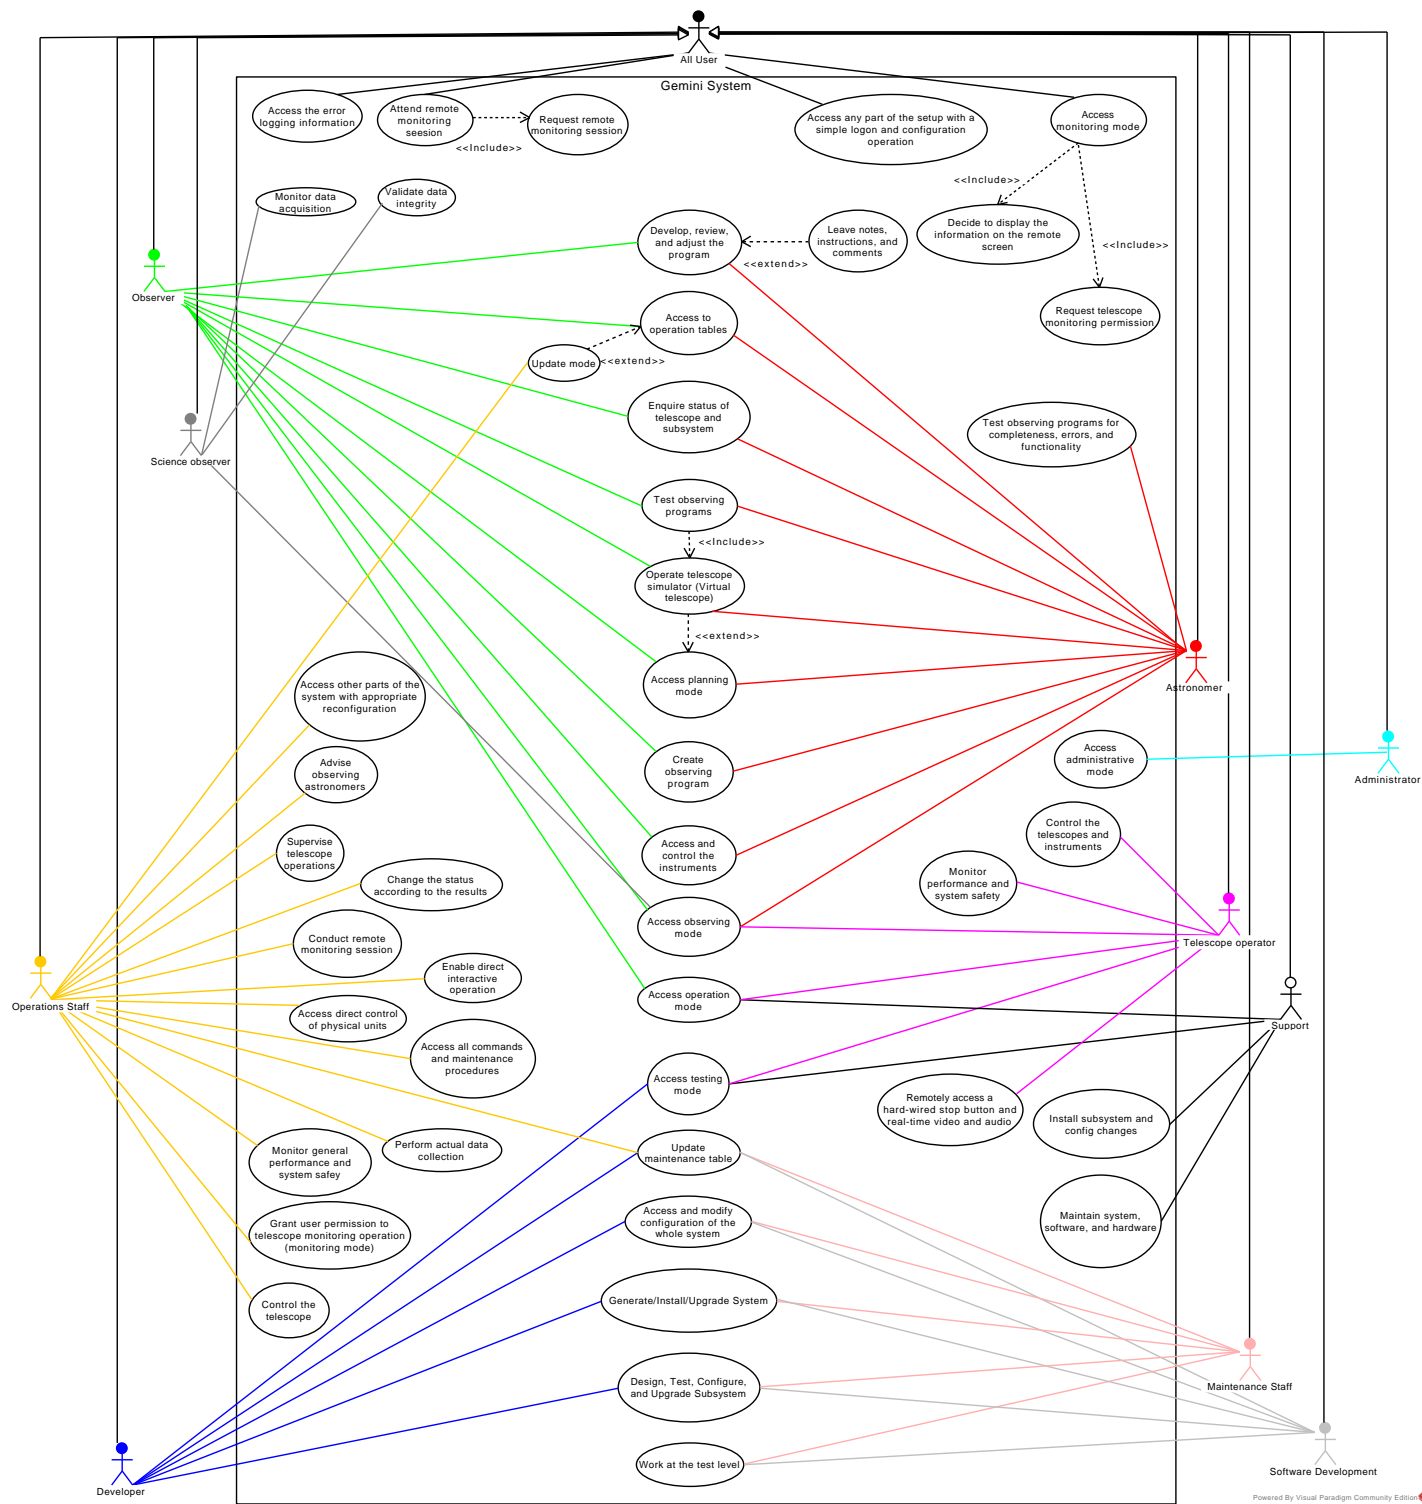 All User
Gemini System
Access the error
logging information
Attend remote
monitoring
seesion
<<Include>>
Request remote
monitoring session
Access any part of the setup with a
simple logon and configuration
operation
Access
monitoring mode
<<Include>>
Decide to display the
information on the remote
screen
<<Include>>
Request telescope
monitoring permission
Monitor data
acquisition
Validate data
integrity
Develop, review,
and adjust the
program
<<extend>>
Leave notes,
instructions, and
comments
Observer
Access to
operation tables
Update mode
<<extend>>
Enquire status of
telescope and
subsystem
Test observing programs for
completeness, errors, and
functionality
Science observer
Test observing
programs
<<Include>>
Operate telescope
simulator (Virtual
telescope)
<<extend>>
Access planning
mode
Astronomer
Access other parts of the
system with appropriate
reconfiguration
Advise
observing
astronomers
Create
observing
program
Access
administrative
mode
Administrator
Supervise
telescope
operations
Change the status
according to the results
Access and
control the
instruments
Control the
telescopes and
instruments
Monitor
performance and
system safety
Conduct remote
monitoring session
Access observing
mode
Telescope operator
Enable direct
interactive
operation
Operations Staff
Access direct control
of physical units
Access operation
mode
Support
Access all commands
and maintenance
procedures
Access testing
mode
Remotely access a
hard-wired stop button and
real-time video and audio
Install subsystem and
config changes
Monitor general
performance and
system safey
Perform actual data
collection
Update
maintenance table
Grant user permission to
telescope monitoring operation
(monitoring mode)
Access and modify
configuration of the
whole system
Maintain system,
software, and hardware
Control the
telescope
Generate/Install/Upgrade System
Design, Test, Configure,
and Upgrade Subsystem
Maintenance Staff
Work at the test level
Software Development
Developer
Powered By Visual Paradigm Community Edition